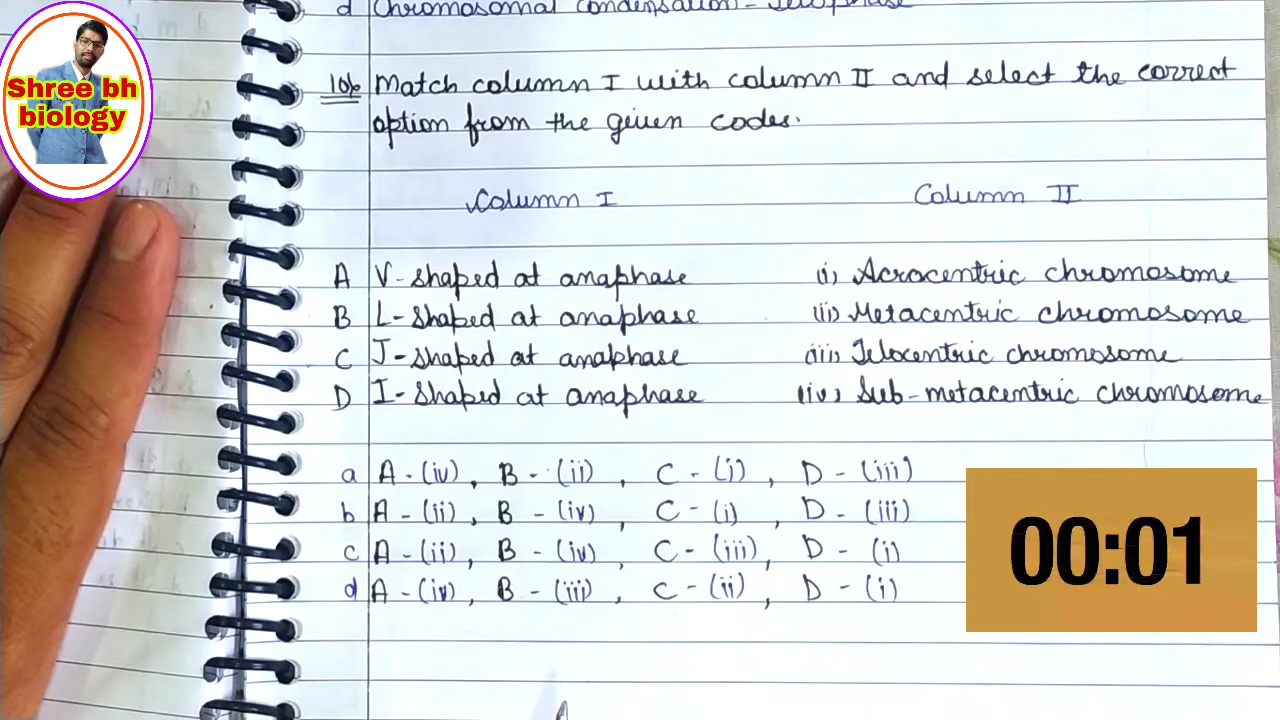 d Chromosomal Condensation - Telophase
Shree bh
biology
10% Match column I with column II and select the correct
option from the given codes.
Column I Column II
A V-shaped at anaphase (i) Acrocentric chromosome
B L-shaped at anaphase (ii) Metacentric chromosome
C J-shaped at anaphase (iii) Telocentric chromosome
D I-shaped at anaphase (iv) Sub-metacentric chromosome
a A - (iv), B - (ii), C - (i), D - (iii)
b A - (ii), B - (iv), C - (i), D - (iii)
c A - (ii), B - (iv), C - (iii), D - (i)
d A - (iv), B - (iii), C - (ii), D - (i)
00:01